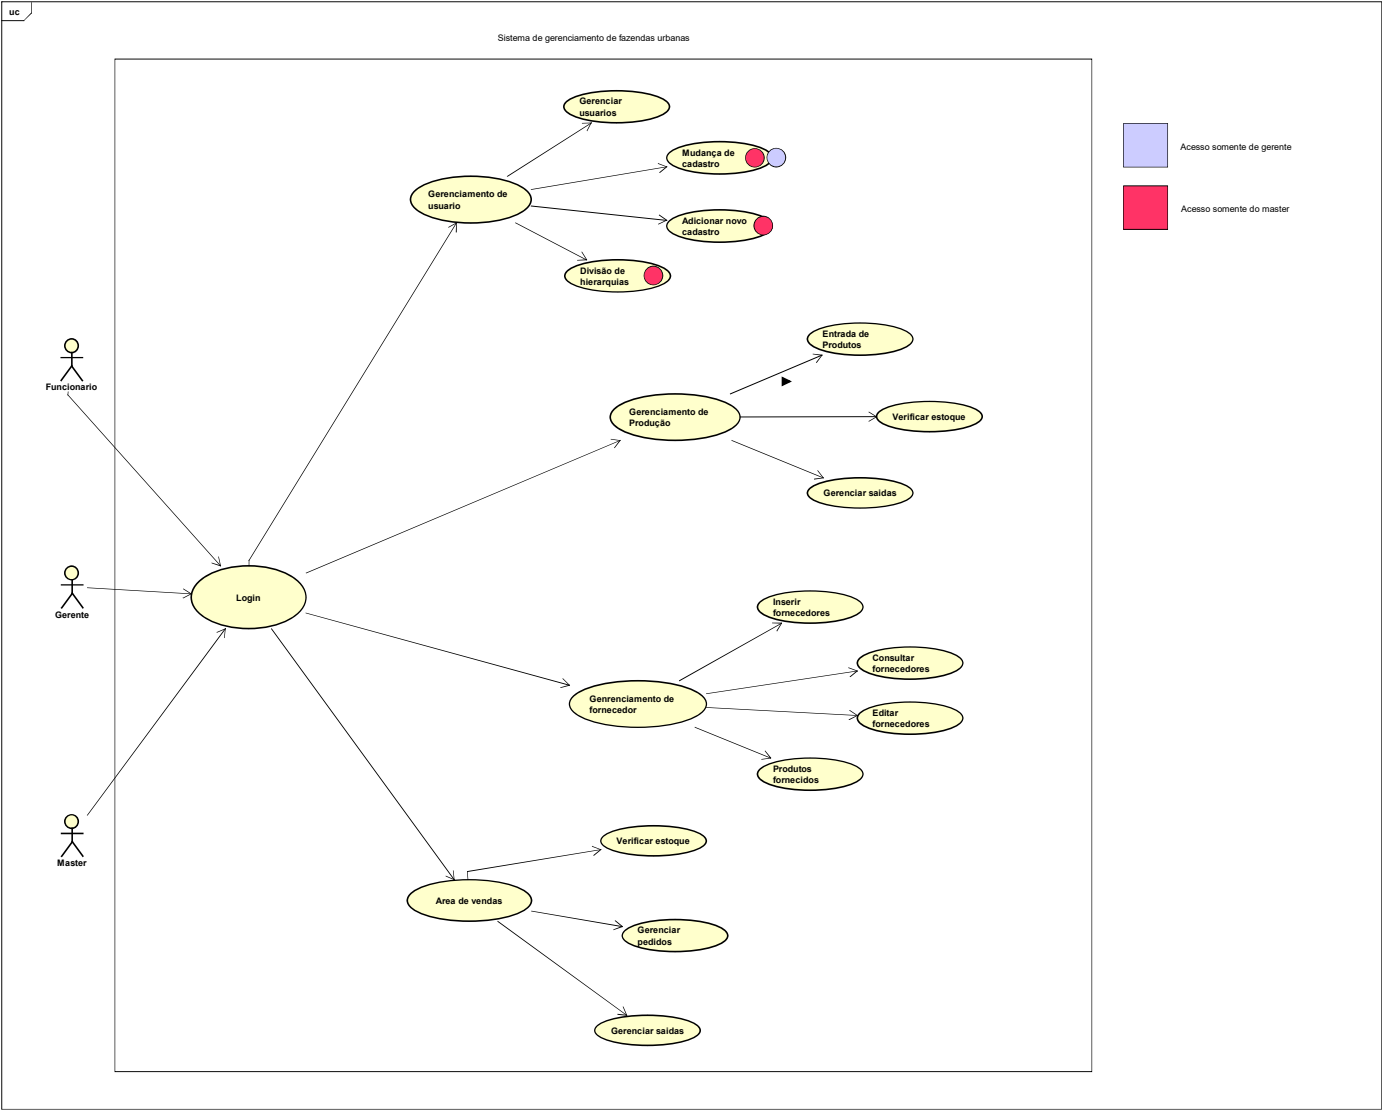 uc
Sistema de gerenciamento de fazendas urbanas
Gerenciar
usuarios
Mudança de
cadastro
Acesso somente de gerente
Gerenciamento de
usuario
Adicionar novo
cadastro
Acesso somente do master
Divisão de
hierarquias
Entrada de
Produtos
Funcionario
Gerenciamento de
Produção
Verificar estoque
Gerenciar saidas
Login
Gerente
Inserir
fornecedores
Consultar
fornecedores
Genrenciamento de
fornecedor
Editar
fornecedores
Produtos
fornecidos
Verificar estoque
Master
Area de vendas
Gerenciar
pedidos
Gerenciar saidas